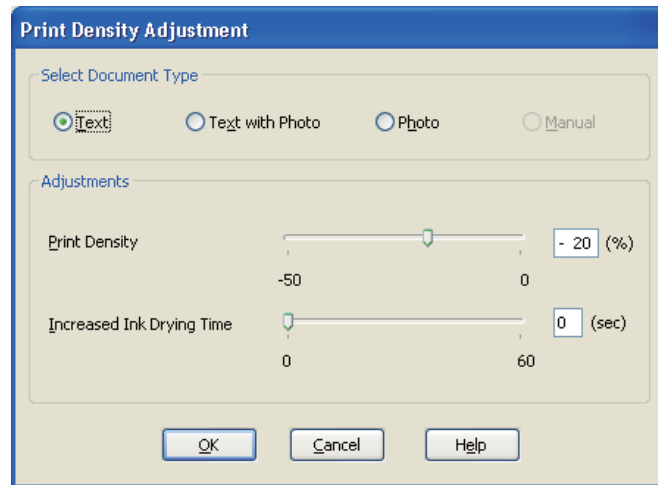 Print Density Adjustment
Select Document Type
Text Text with Photo Photo Manual
Adjustments
Print Density - 20 (%)
-50 0
Increased Ink Drying Time 0 (sec)
0 60
OK Cancel Help